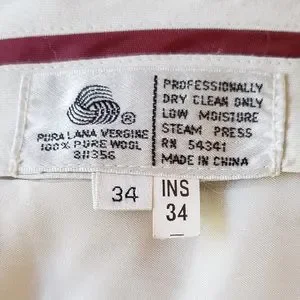 ®
PURA LANA VERGINE
100% PURE WOOL
311356
PROFESSIONALLY
DRY CLEAN ONLY
LOW MOISTURE
STEAM PRESS
RN 54341
MADE IN CHINA
34
INS
34